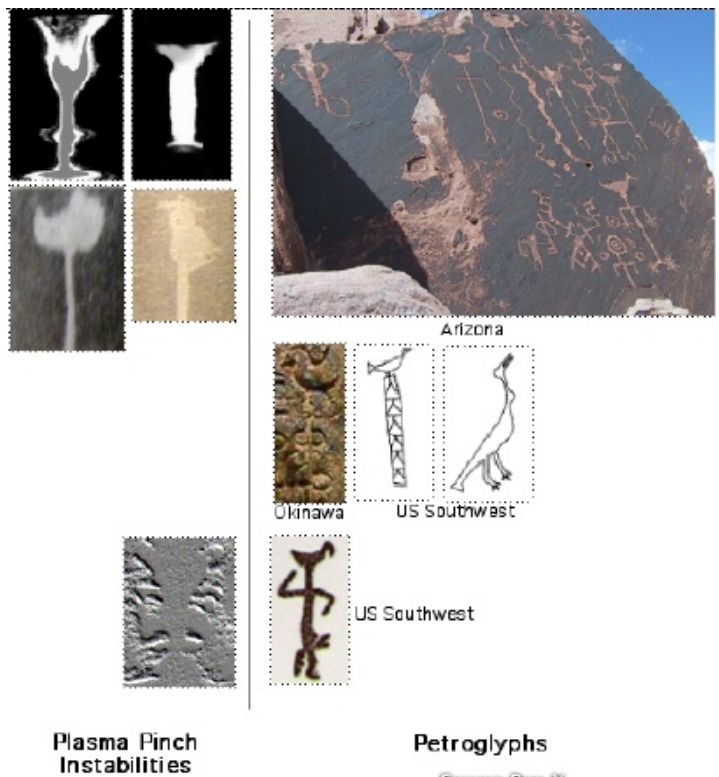 Arizona
Okinawa
US Southwest
US Southwest
Plasma Pinch
Instabilities
Petroglyphs